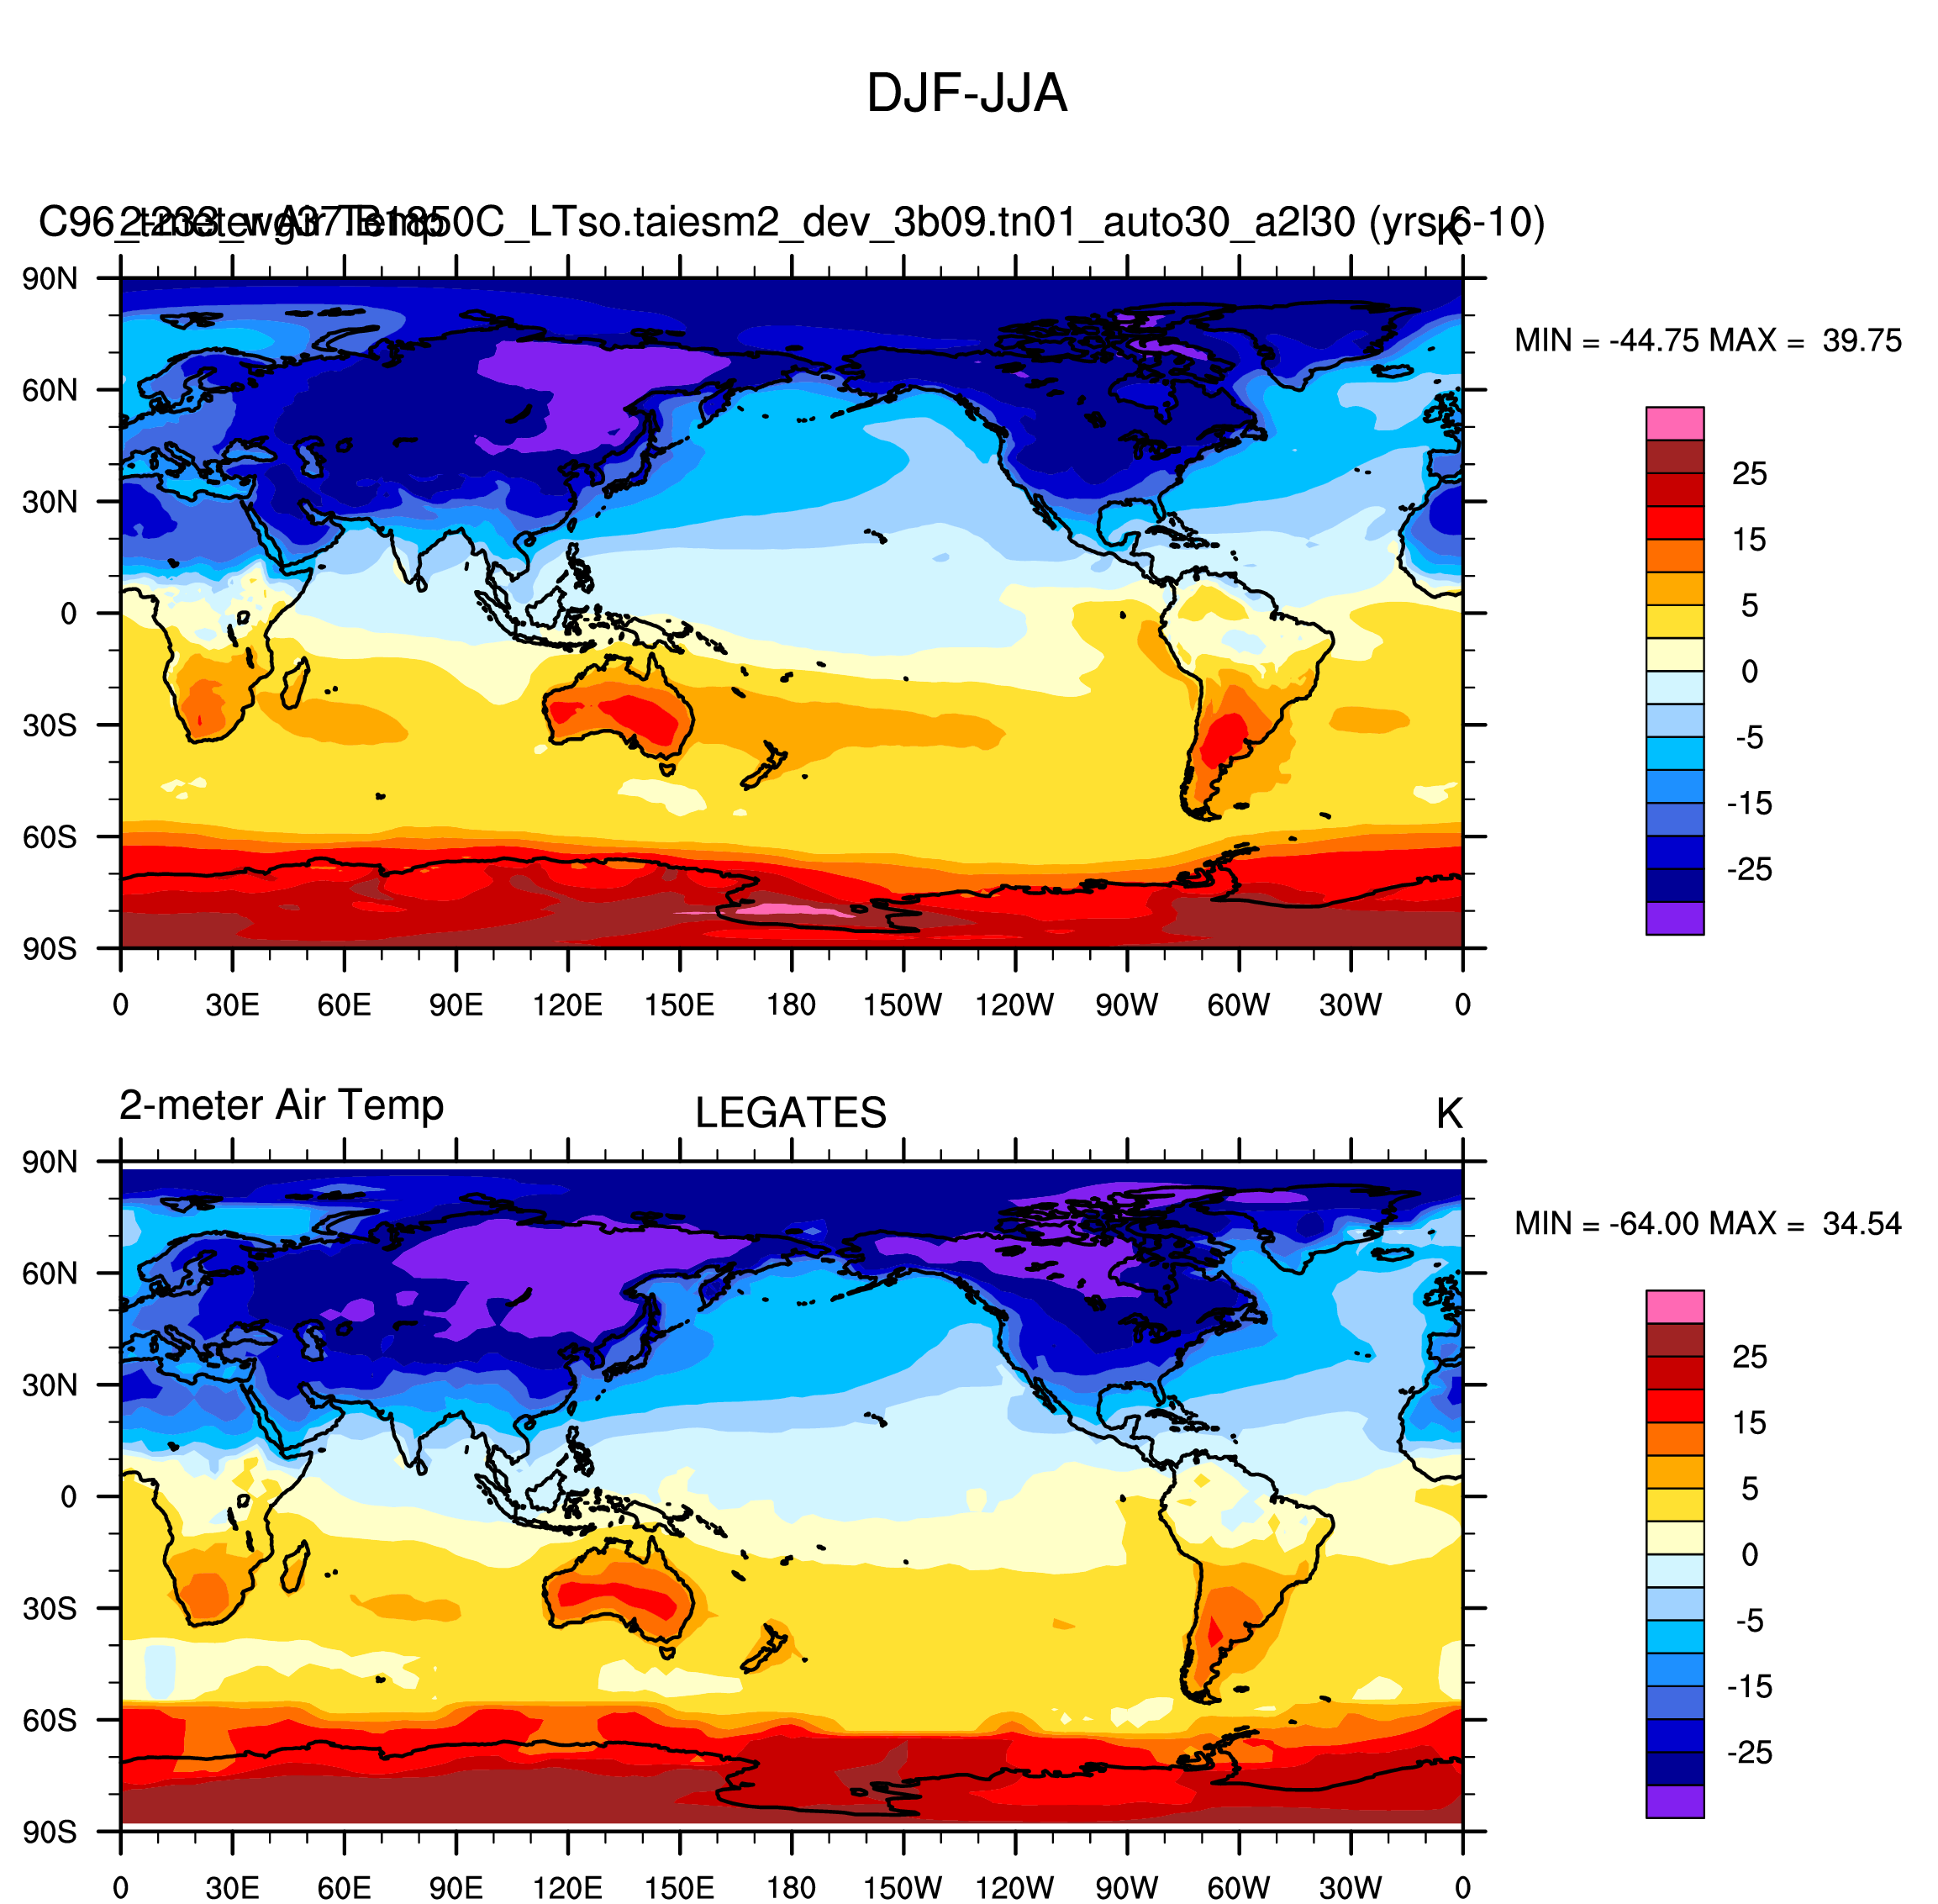 DJF-JJA
2-meter Air Temp
C96_t233_wg37.B1850C_LTso.taiesm2_dev_3b09.tn01_auto30_a2l30 (yrs 6-10)
K
90N
60N
30N
0
30S
60S
90S
0 30E 60E 90E 120E 150E 180 150W 120W 90W 60W 30W 0
MIN = -44.75 MAX = 39.75
25
15
5
0
-5
-15
-25
2-meter Air Temp LEGATES K
90N
60N
30N
0
30S
60S
90S
0 30E 60E 90E 120E 150E 180 150W 120W 90W 60W 30W 0
MIN = -64.00 MAX = 34.54
25
15
5
0
-5
-15
-25